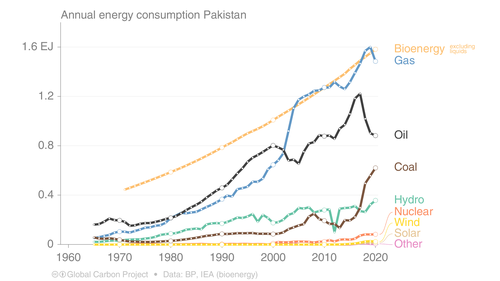 Annual energy consumption Pakistan
1.6 EJ
1.2
0.8
0.4
0
1960
1970
1980
1990
2000
2010
2020
Bioenergy excluding liquids
Gas
Oil
Coal
Hydro
Nuclear
Wind
Solar
Other
Global Carbon Project • Data: BP, IEA (bioenergy)